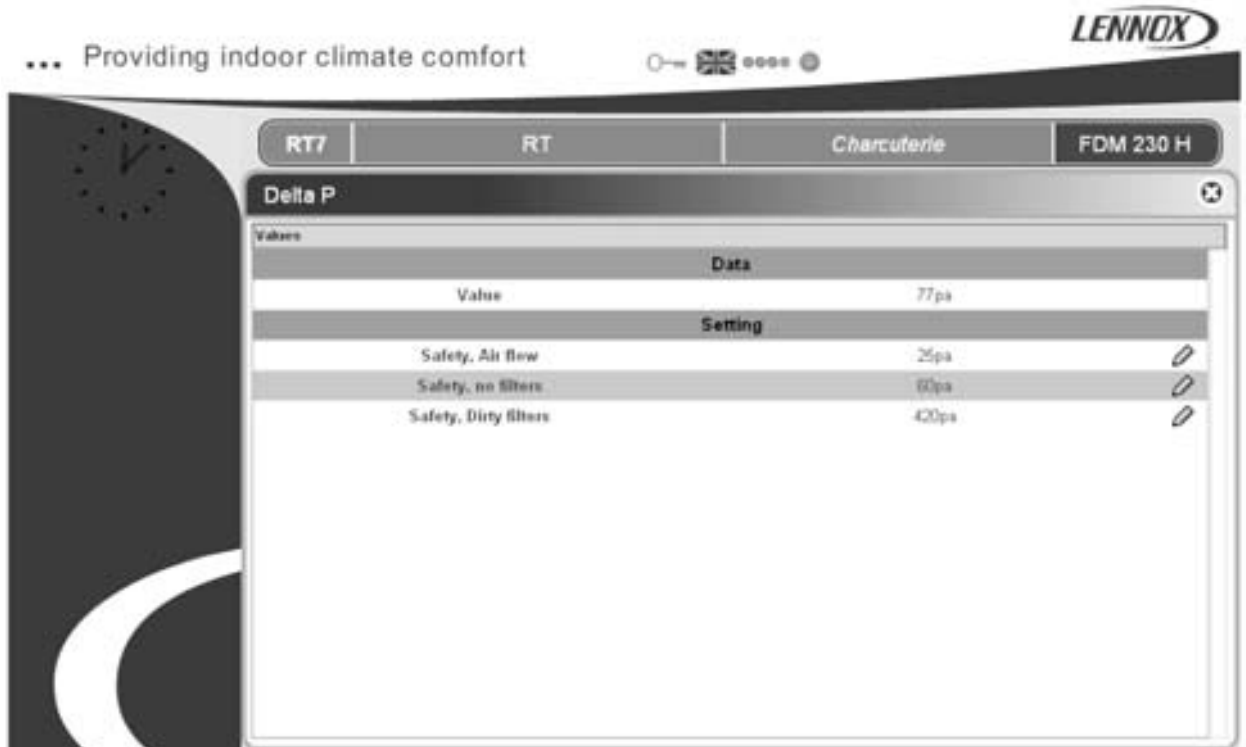 ... Providing indoor climate comfort
LENNOX
RT7 RT Charcuterie FDM 230 H
Delta P
Values
Data
Value 77pa
Setting
Safety, Air flow 25pa
Safety, no filters 60pa
Safety, Dirty filters 420pa